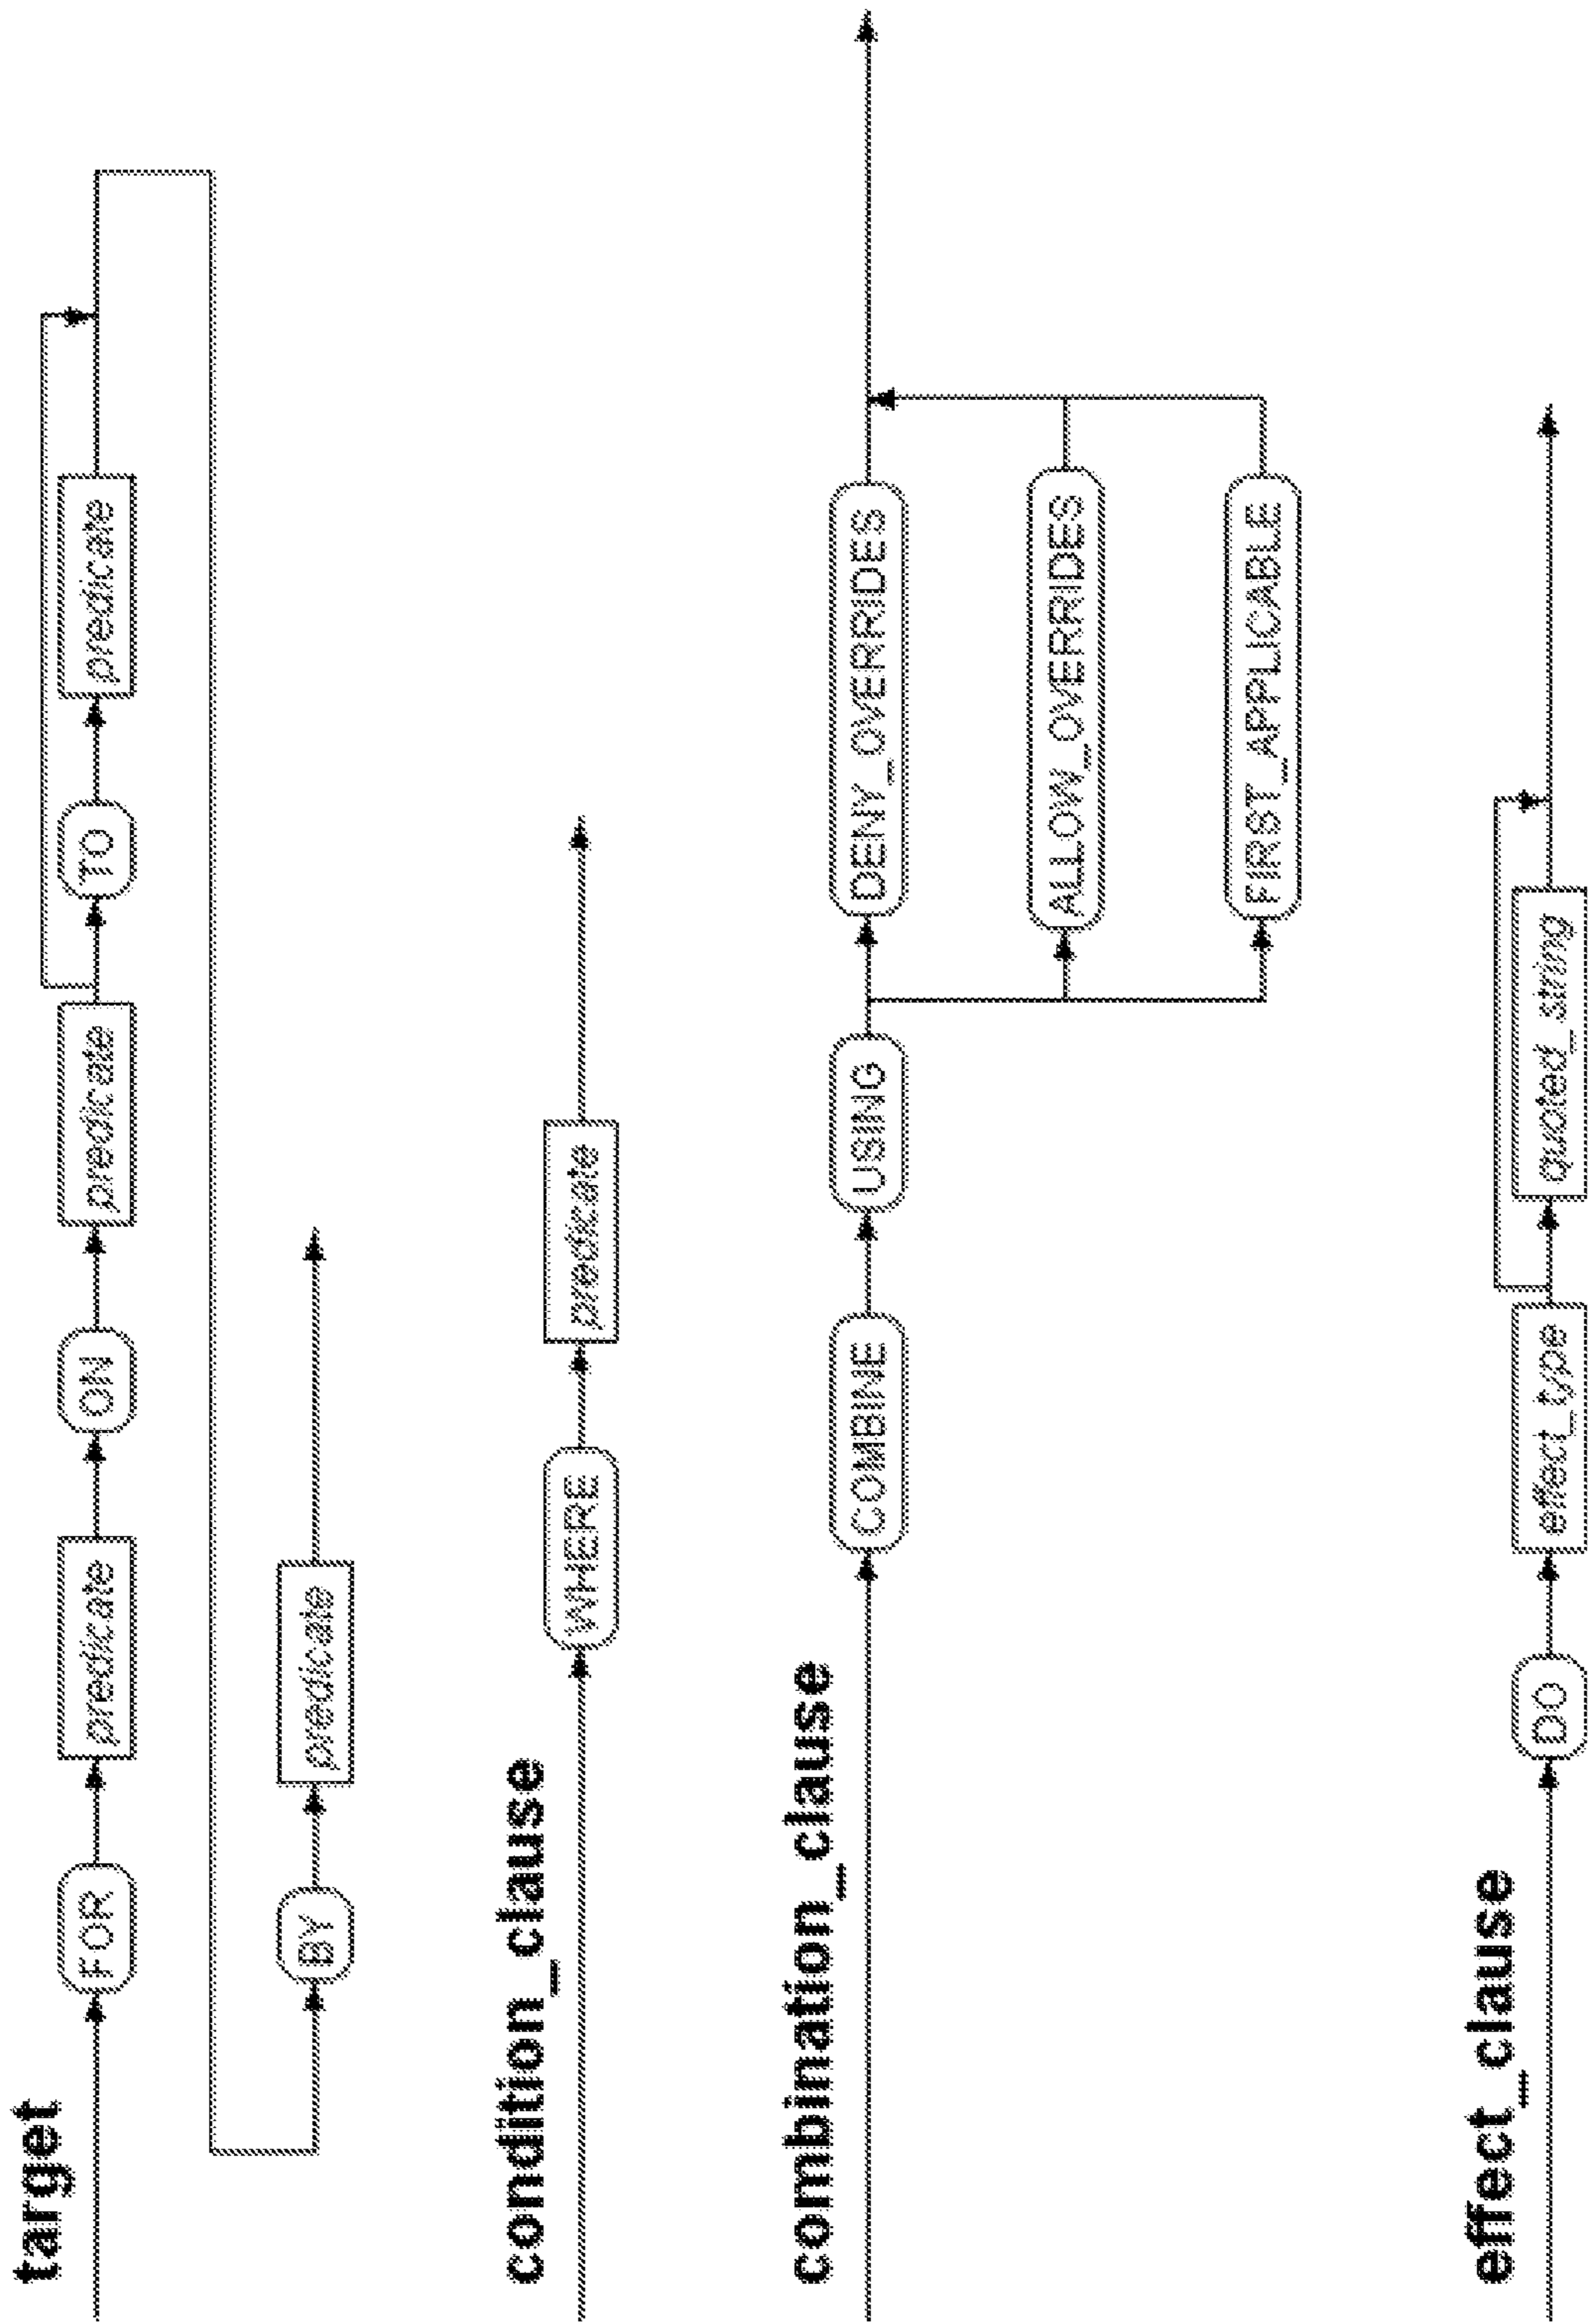 target
FOR predicate ON predicate TO predicate
BY predicate
condition_clause
WHERE predicate
combination_clause
COMBINE USING DENY_OVERRIDES
ALLOW_OVERRIDES
FIRST_APPLICABLE
effect_clause
DO effect_type quoted_string